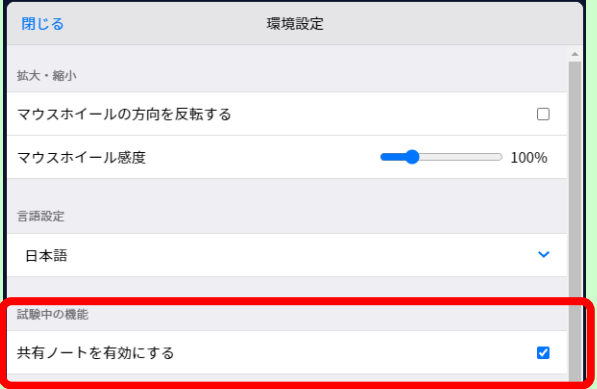 閉じる
環境設定
拡大・縮小
マウスホイールの方向を反転する
マウスホイール感度
100%
言語設定
日本語
試験中の機能
共有ノートを有効にする